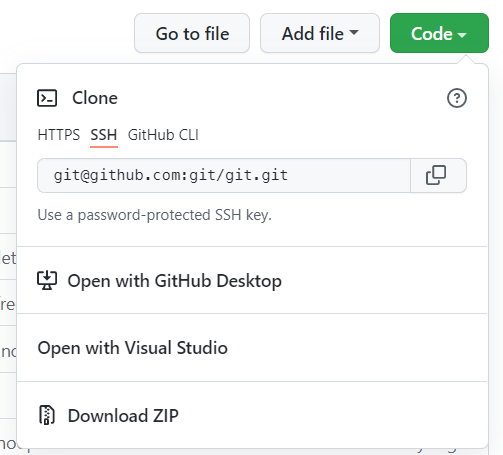 Go to file Add file Code
Clone
HTTPS SSH GitHub CLI
git@github.com:git/git.git
Use a password-protected SSH key.
Open with GitHub Desktop
Open with Visual Studio
Download ZIP